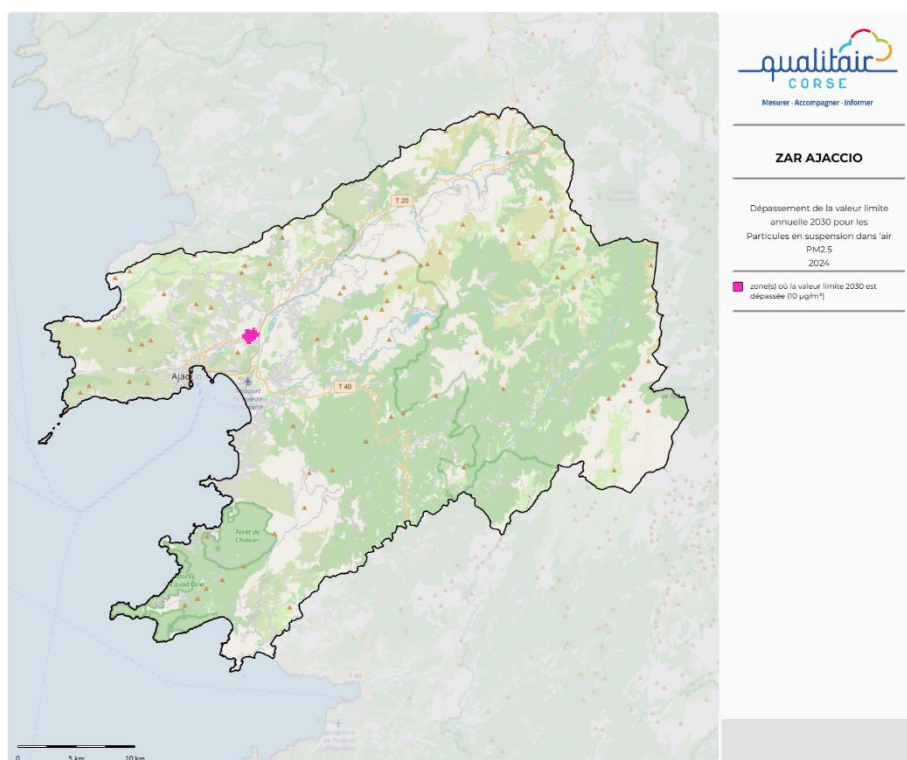 qualitair
CORSE
Mesurer - Accompagner - Informer
ZAR AJACCIO
Dépassement de la valeur limite
annuelle 2030 pour les
Particules en suspension dans 'air
PM2.5
2024
zone(s) où la valeur limite 2030 est
dépassée (10 µg/m³)
T 20
T 40
Forêt de
Chiavari
T 40
0 5 km 10 km